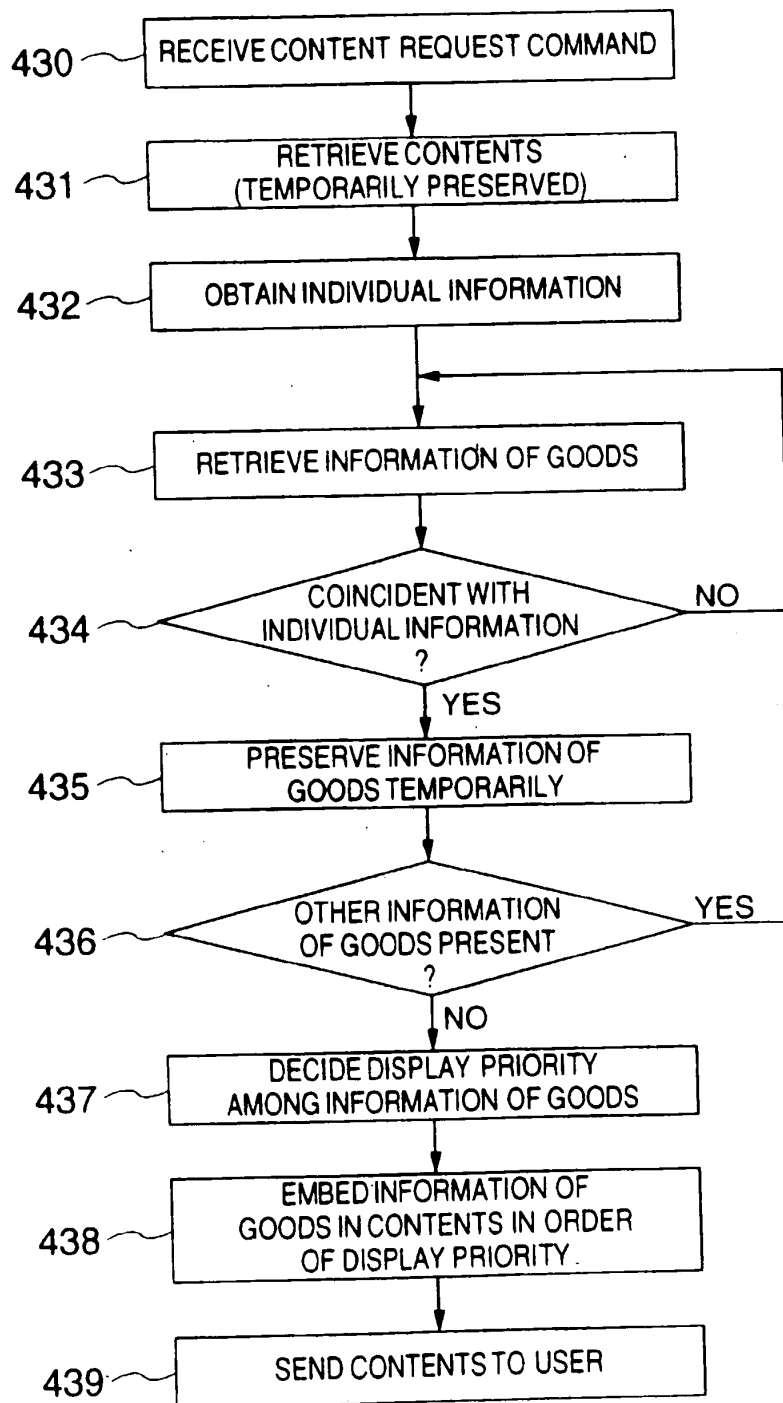 430
RECEIVE CONTENT REQUEST COMMAND
431
RETRIEVE CONTENTS
(TEMPORARILY PRESERVED)
432
OBTAIN INDIVIDUAL INFORMATION
433
RETRIEVE INFORMATION OF GOODS
434
COINCIDENT WITH
INDIVIDUAL INFORMATION
?
NO
YES
435
PRESERVE INFORMATION OF
GOODS TEMPORARILY
436
OTHER INFORMATION
OF GOODS PRESENT
?
YES
NO
437
DECIDE DISPLAY PRIORITY
AMONG INFORMATION OF GOODS
438
EMBED INFORMATION OF
GOODS IN CONTENTS IN ORDER
OF DISPLAY PRIORITY
439
SEND CONTENTS TO USER